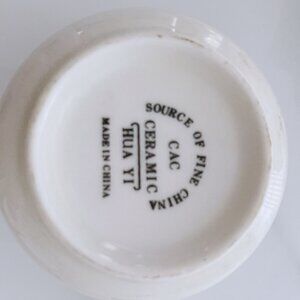 SOURCE OF FINE CHINA
CAC
CERAMIC
HUA YI
MADE IN CHINA